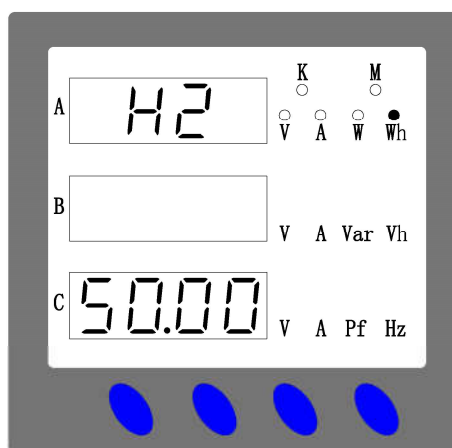 K M
A H2
V A W Wh
B
V A Var Vh
C 50.00
V A Pf Hz